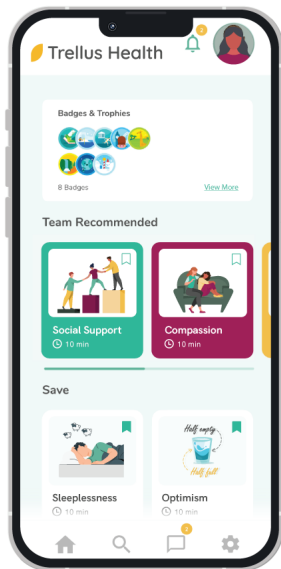 2
Trellus Health
Badges & Trophies
8 Badges
View More
Team Recommended
Social Support
10 min
Compassion
10 min
Save
Half empty
Half full
Sleeplessness
10 min
Optimism
10 min
2